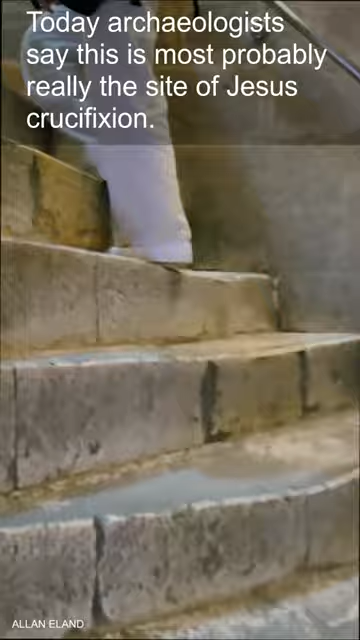 Today archaeologists
say this is most probably
really the site of Jesus
crucifixion.
ALLAN ELAND